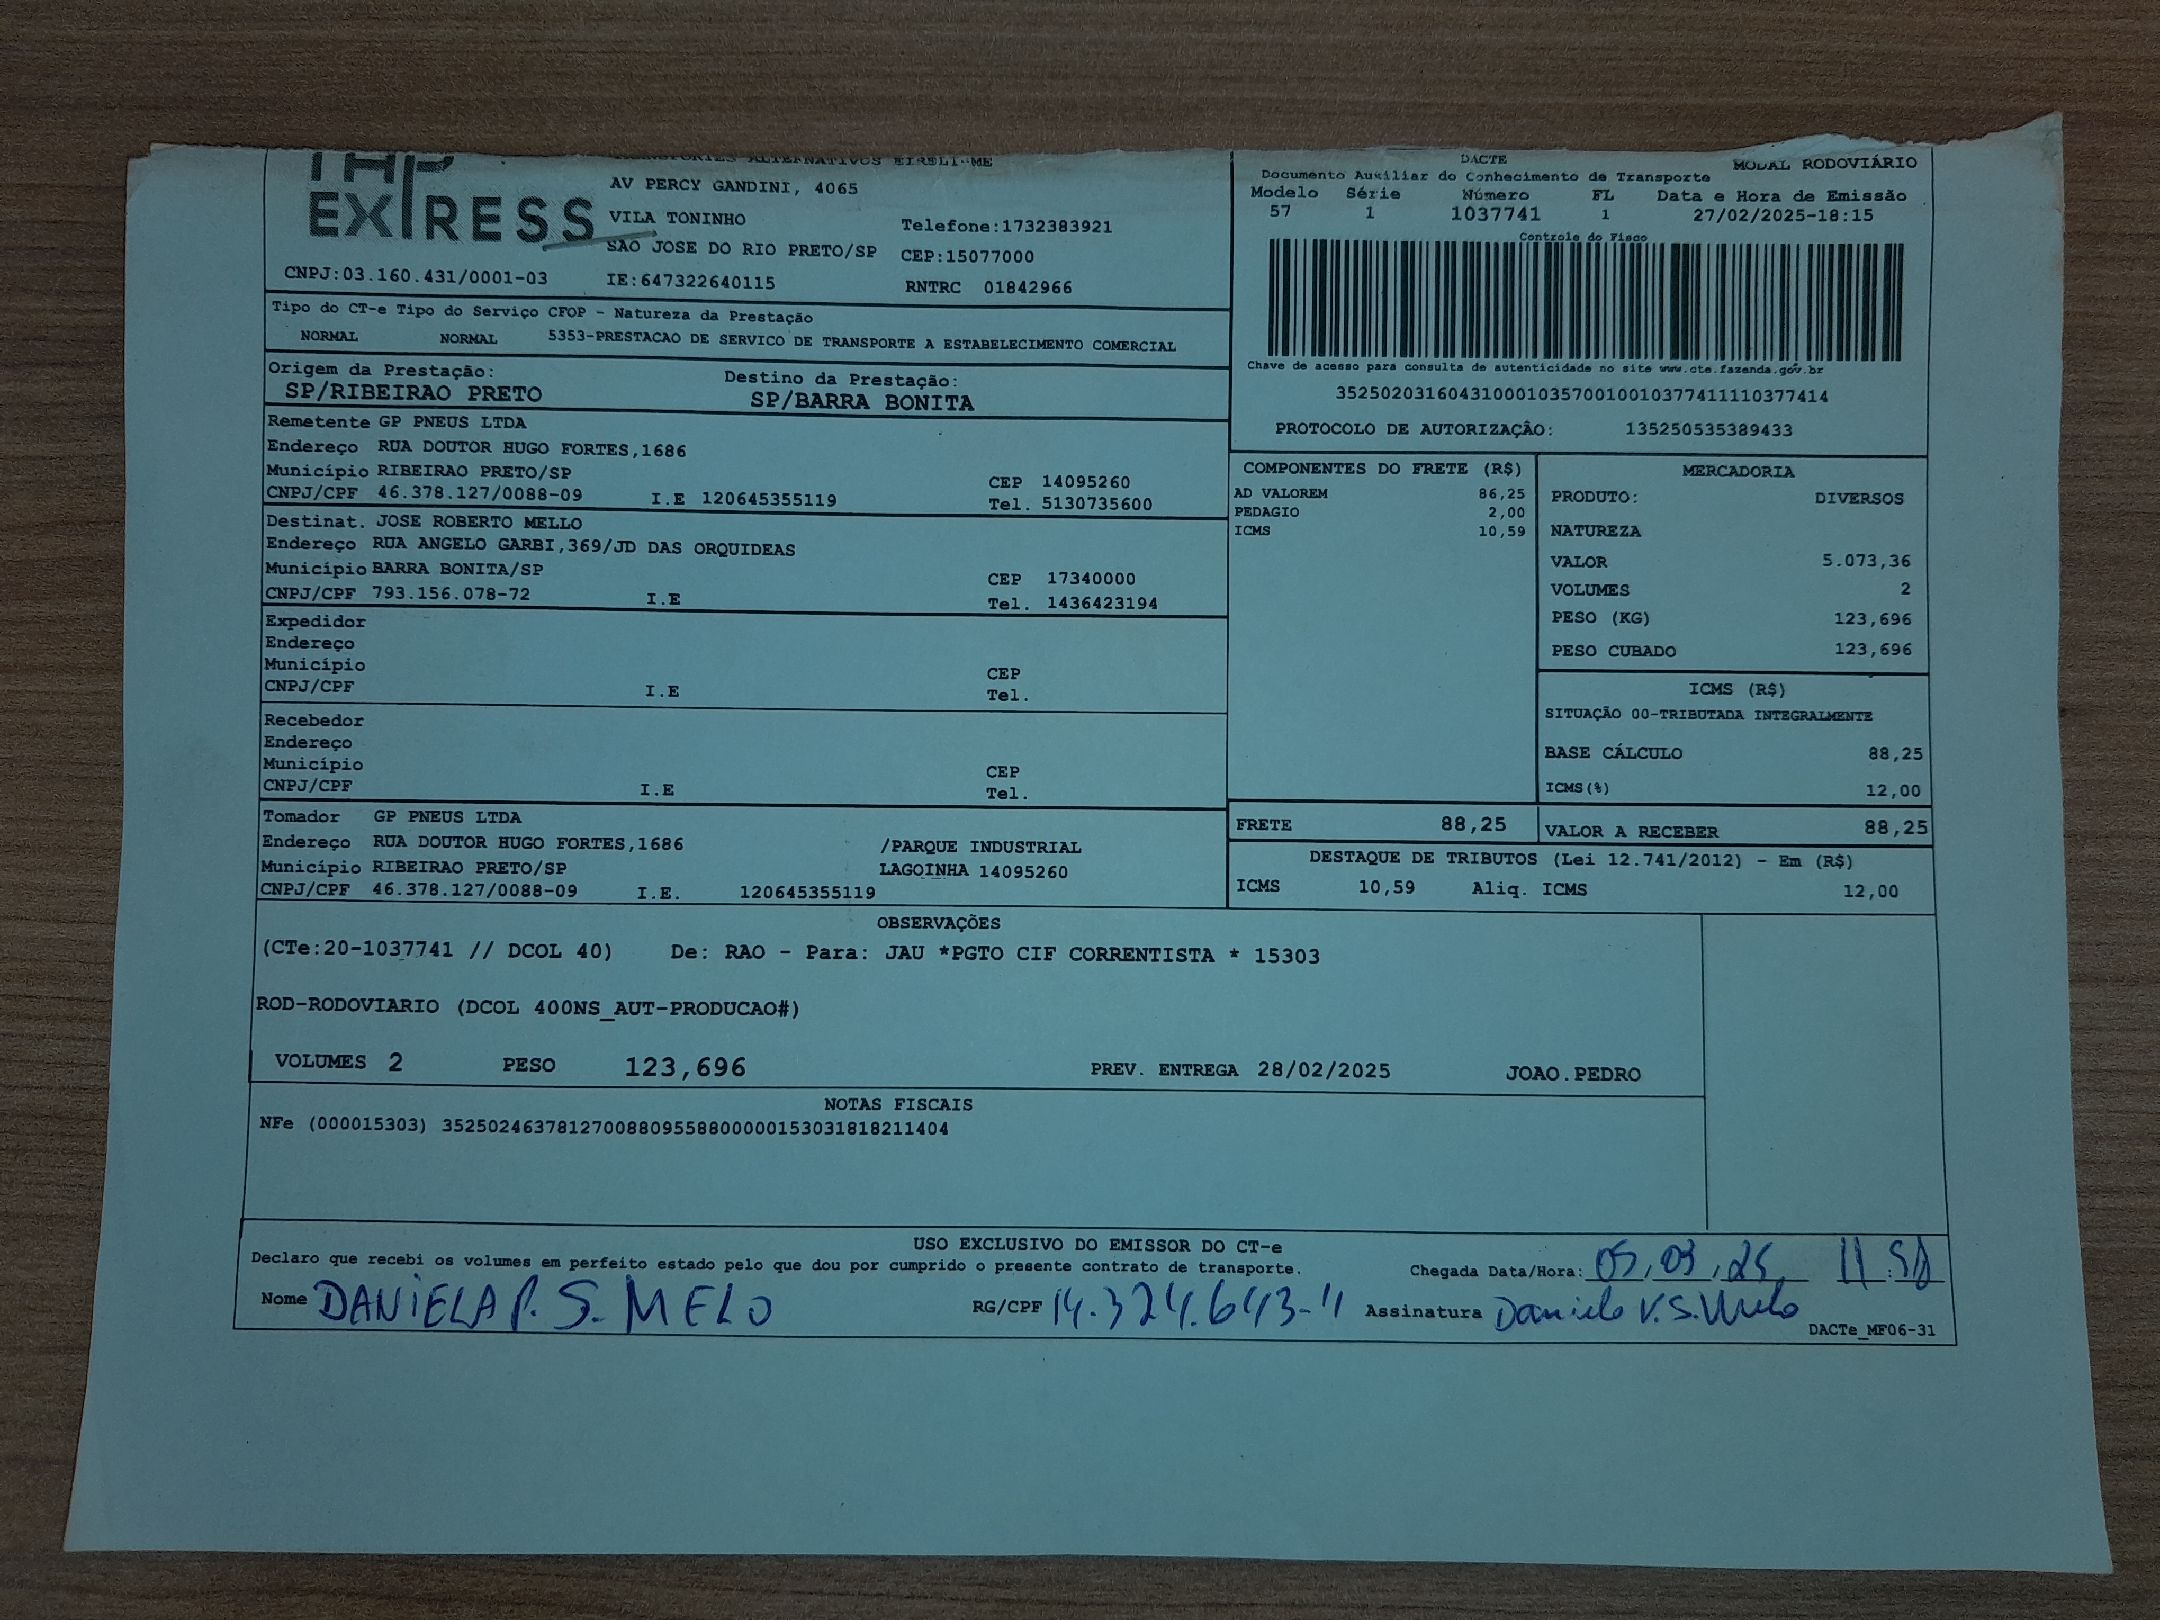 TRANSPORTES ALTERNATIVOS EIRELI-ME
EXPRESS
AV PERCY GANDINI, 4065
VILA TONINHO
Telefone:1732383921
SAO JOSE DO RIO PRETO/SP CEP:15077000
CNPJ:03.160.431/0001-03 IE:647322640115 RNTRC 01842966
DACTE MODAL RODOVIÁRIO
Documento Auxiliar do Conhecimento de Transporte
Modelo Série Número FL Data e Hora de Emissão
57 1 1037741 1 27/02/2025-18:15
Controle do Fisco
Chave de acesso para consulta de autenticidade no site www.cte.fazenda.gov.br
35250203160431000103570010010377411110377414
PROTOCOLO DE AUTORIZAÇÃO: 135250535389433
Tipo do CT-e Tipo do Serviço CFOP - Natureza da Prestação
NORMAL NORMAL 5353-PRESTACAO DE SERVICO DE TRANSPORTE A ESTABELECIMENTO COMERCIAL
Origem da Prestação: Destino da Prestação:
SP/RIBEIRAO PRETO SP/BARRA BONITA
Remetente GP PNEUS LTDA
Endereço RUA DOUTOR HUGO FORTES,1686
Município RIBEIRAO PRETO/SP CEP 14095260
CNPJ/CPF 46.378.127/0088-09 I.E 120645355119 Tel. 5130735600
Destinat. JOSE ROBERTO MELLO
Endereço RUA ANGELO GARBI,369/JD DAS ORQUIDEAS
Município BARRA BONITA/SP CEP 17340000
CNPJ/CPF 793.156.078-72 I.E Tel. 1436423194
Expedidor
Endereço
Município CEP
CNPJ/CPF I.E Tel.
Recebedor
Endereço
Município CEP
CNPJ/CPF I.E Tel.
Tomador GP PNEUS LTDA
Endereço RUA DOUTOR HUGO FORTES,1686 /PARQUE INDUSTRIAL
Município RIBEIRAO PRETO/SP LAGOINHA 14095260
CNPJ/CPF 46.378.127/0088-09 I.E. 120645355119
COMPONENTES DO FRETE (R$)
AD VALOREM 86,25
PEDAGIO 2,00
ICMS 10,59
MERCADORIA
PRODUTO: DIVERSOS
NATUREZA
VALOR 5.073,36
VOLUMES 2
PESO (KG) 123,696
PESO CUBADO 123,696
ICMS (R$)
SITUAÇÃO 00-TRIBUTADA INTEGRALMENTE
BASE CÁLCULO 88,25
ICMS(%) 12,00
FRETE 88,25 VALOR A RECEBER 88,25
DESTAQUE DE TRIBUTOS (Lei 12.741/2012) - Em (R$)
ICMS 10,59 Aliq. ICMS 12,00
OBSERVAÇÕES
(CTe:20-1037741 // DCOL 40) De: RAO - Para: JAU *PGTO CIF CORRENTISTA * 15303
ROD-RODOVIARIO (DCOL 400NS_AUT-PRODUCAO#)
VOLUMES 2 PESO 123,696 PREV. ENTREGA 28/02/2025 JOAO.PEDRO
NOTAS FISCAIS
NFe (000015303) 35250246378127008809558800000153031818211404
USO EXCLUSIVO DO EMISSOR DO CT-e
Declaro que recebi os volumes em perfeito estado pelo que dou por cumprido o presente contrato de transporte.
Chegada Data/Hora: 05,03,25
Nome DANIELA P. S. MELO RG/CPF 14.324.643-4 Assinatura
DACTe_MF06-31